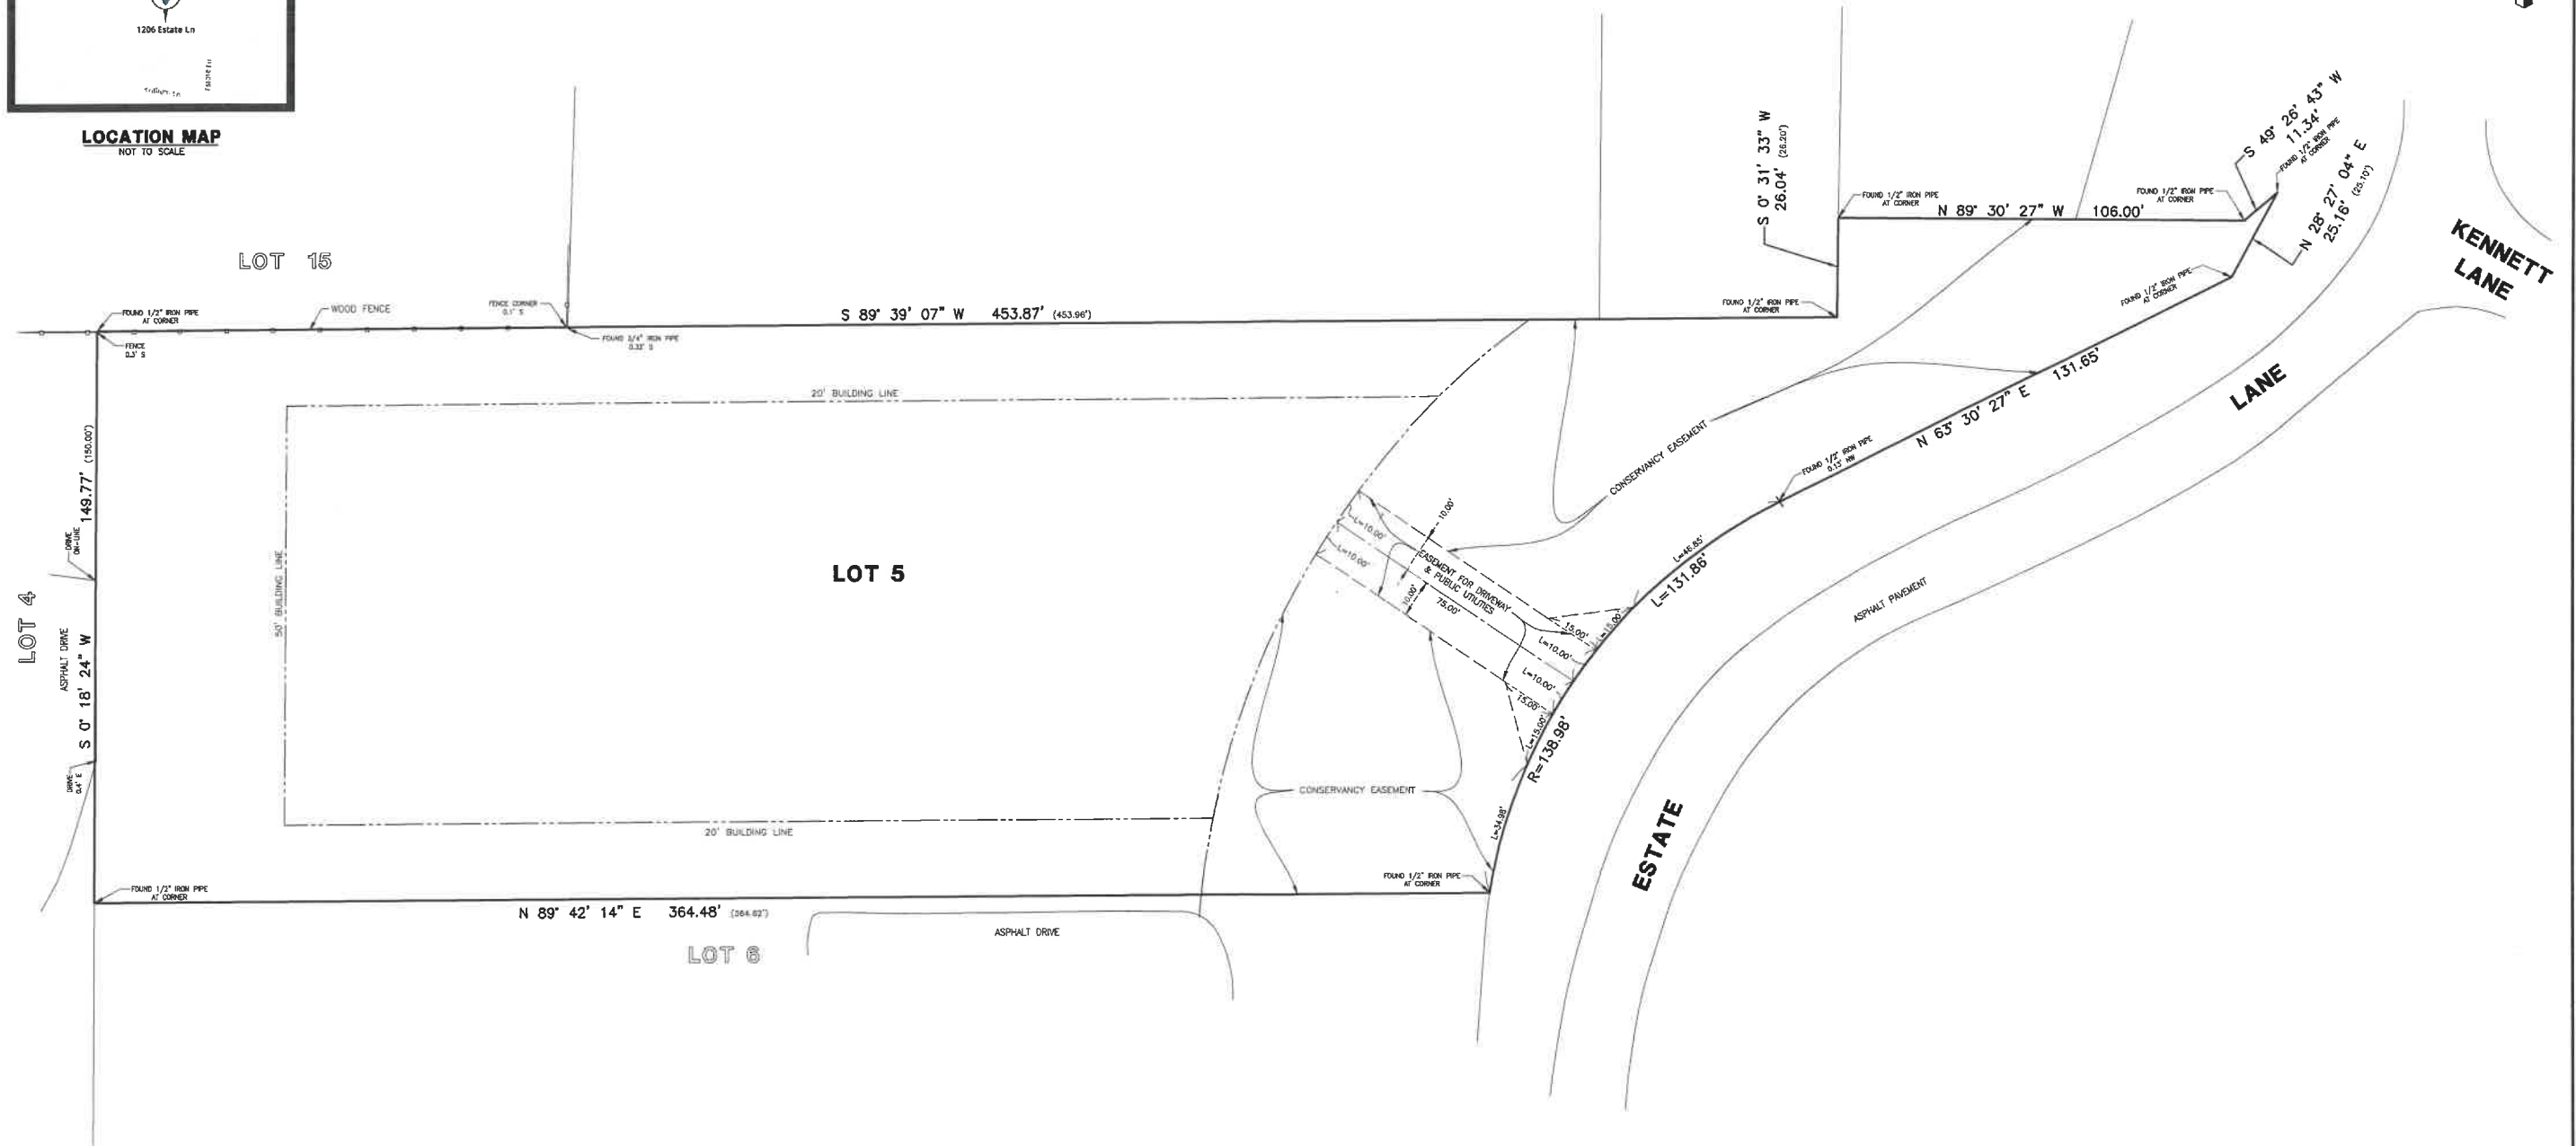 1206 Estate Ln
Estate Ln
LOCATION MAP
NOT TO SCALE
LOT 15
FOUND 1/2" IRON PIPE
AT CORNER
WOOD FENCE
FENCE CORNER
0.1' S
FENCE
0.3' S
FOUND 3/4" IRON PIPE
0.33' S
S 89° 39' 07" W 453.87' (453.96')
S 0° 31' 33" W
26.04' (26.20')
FOUND 1/2" IRON PIPE
AT CORNER
FOUND 1/2" IRON PIPE
AT CORNER
N 89° 30' 27" W 106.00'
FOUND 1/2" IRON PIPE
AT CORNER
S 49° 26' 43" W
11.34'
FOUND 1/2" IRON PIPE
AT CORNER
N 28° 27' 04" E
25.16' (25.10')
FOUND 1/2" IRON PIPE
AT CORNER
KENNETT
LANE
N 63° 30' 27" E 131.65'
FOUND 1/2" IRON PIPE
0.13' NW
LANE
20' BUILDING LINE
CONSERVANCY EASEMENT
149.77' (150.00')
S 0° 18' 24" W
DRIVE
ON-LINE
LOT 4
ASPHALT DRIVE
DRIVE
0.4' E
50' BUILDING LINE
LOT 5
L=10.00'
L=10.00'
10.00'
EASEMENT FOR DRIVEWAY
& PUBLIC UTILITIES
10.00'
75.00'
L=46.85'
L=131.86'
15.00'
L=15.00'
L=10.00'
L=10.00'
15.00'
L=15.00'
R=138.98'
ASPHALT PAVEMENT
CONSERVANCY EASEMENT
L=34.98'
ESTATE
20' BUILDING LINE
FOUND 1/2" IRON PIPE
AT CORNER
FOUND 1/2" IRON PIPE
AT CORNER
N 89° 42' 14" E 364.48' (364.62')
ASPHALT DRIVE
LOT 6